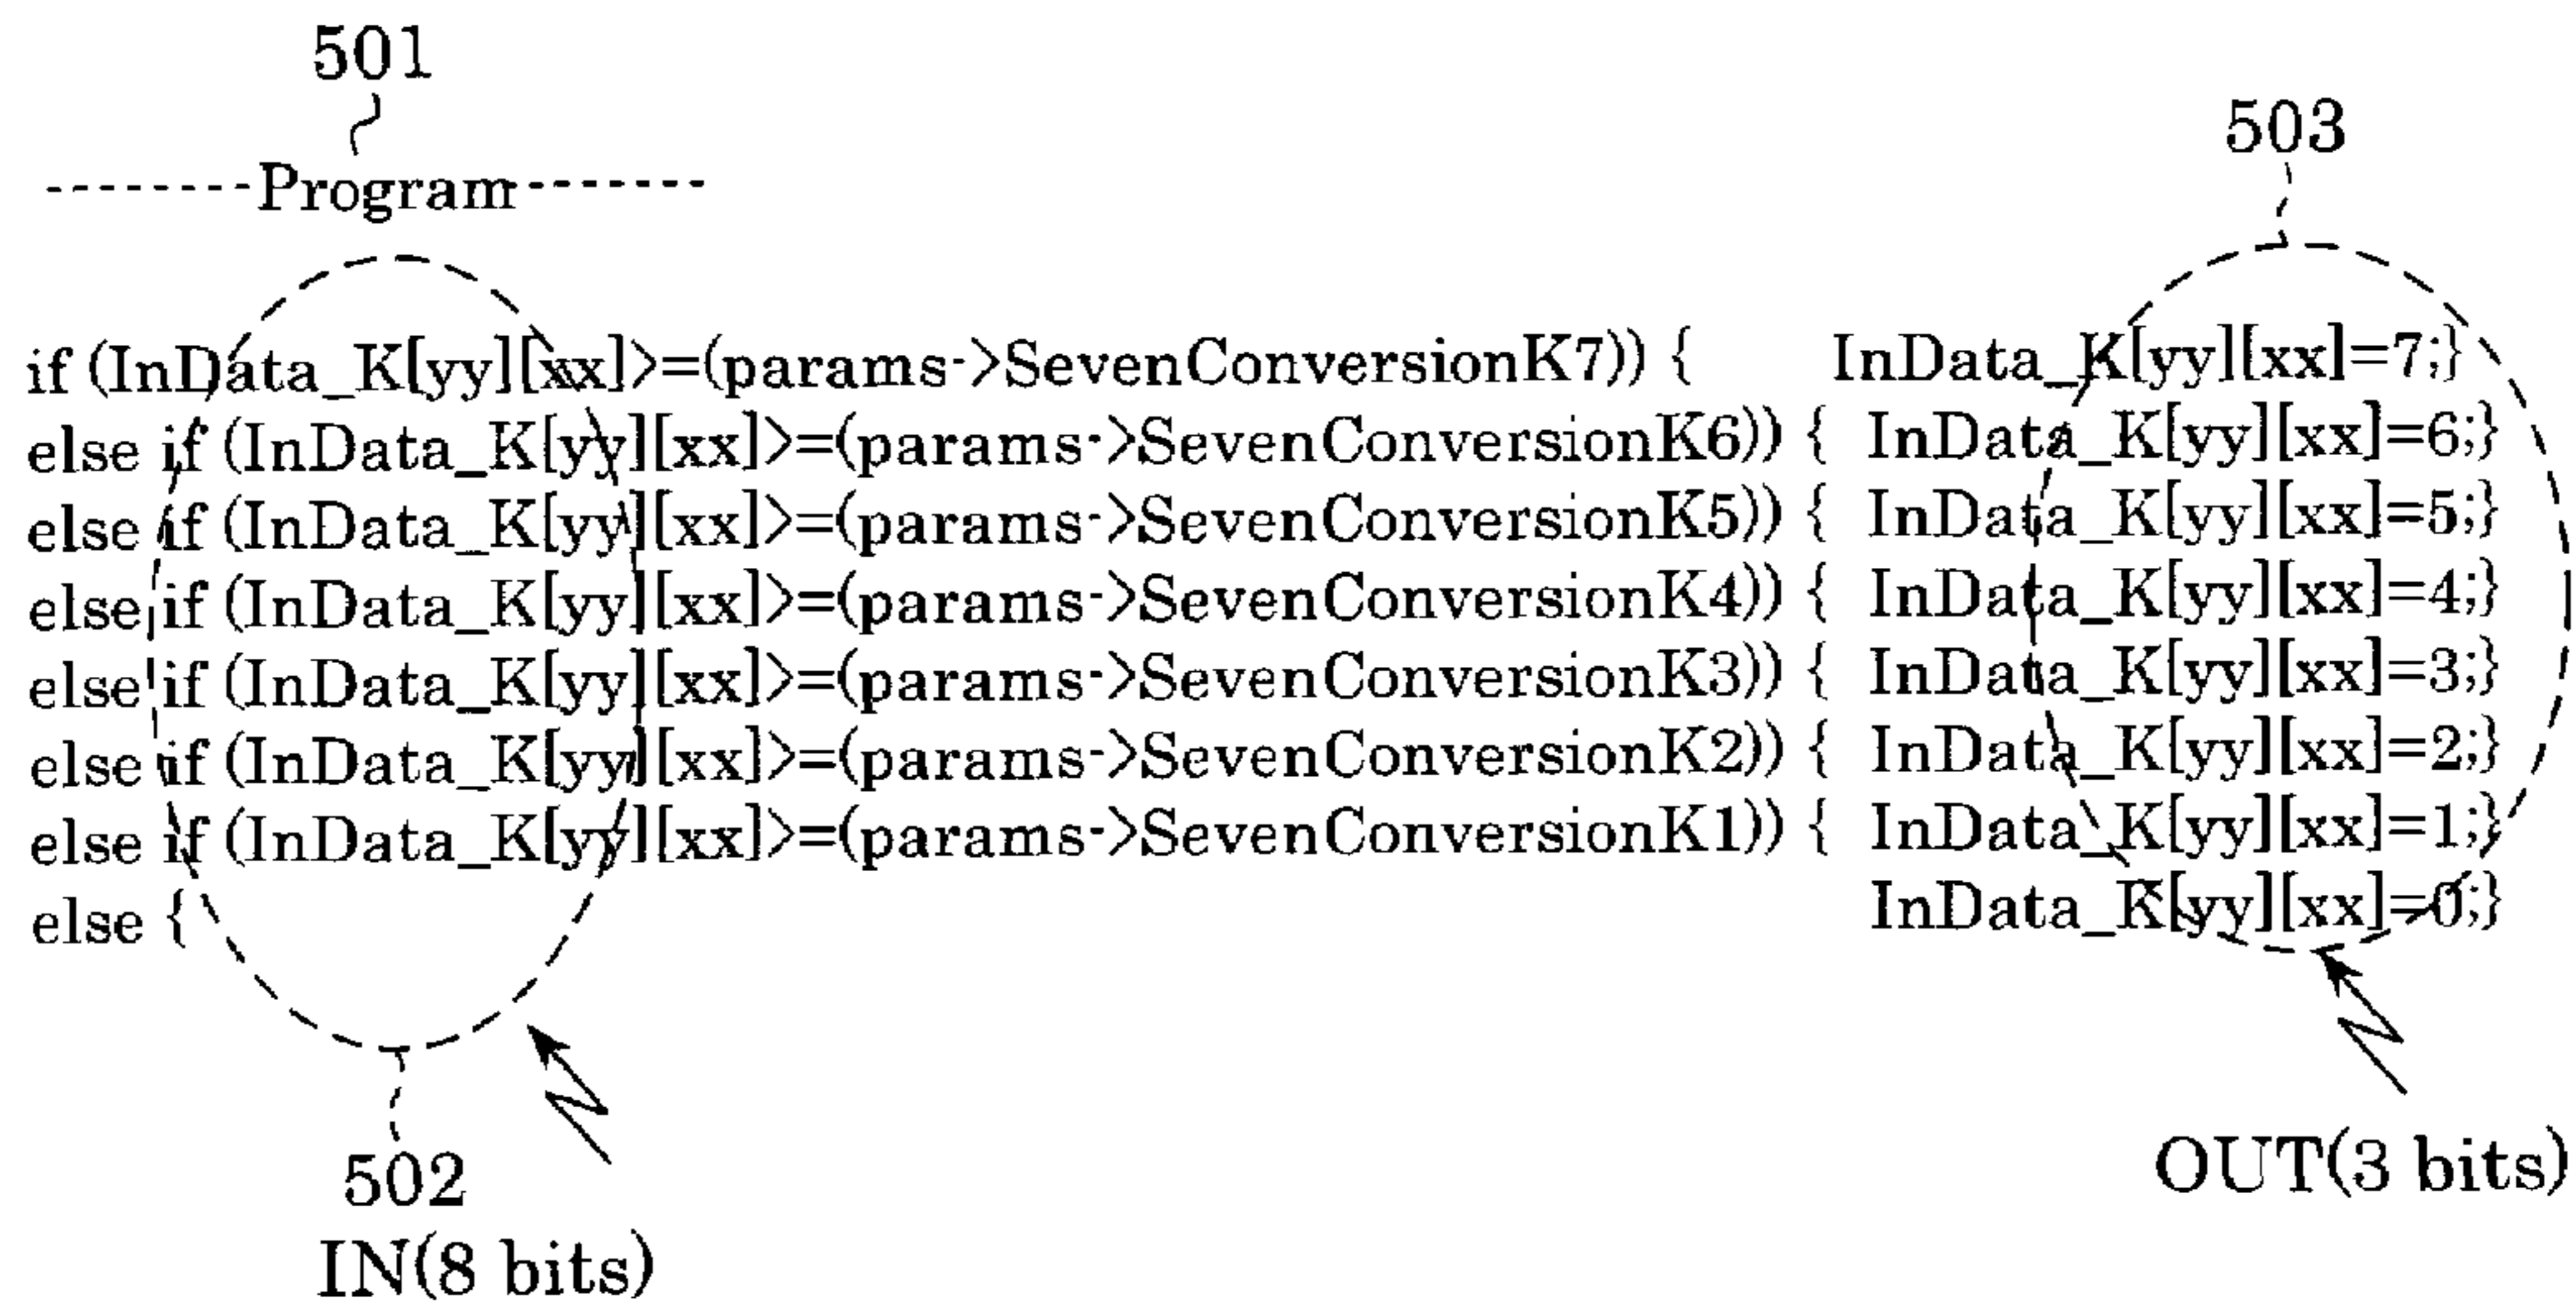 501
503
--------Program-------
if (InData_K[yy][xx]>=(params->SevenConversionK7)) { InData_K[yy][xx]=7;}
else if (InData_K[yy][xx]>=(params->SevenConversionK6)) { InData_K[yy][xx]=6;}
else if (InData_K[yy][xx]>=(params->SevenConversionK5)) { InData_K[yy][xx]=5;}
else if (InData_K[yy][xx]>=(params->SevenConversionK4)) { InData_K[yy][xx]=4;}
else if (InData_K[yy][xx]>=(params->SevenConversionK3)) { InData_K[yy][xx]=3;}
else if (InData_K[yy][xx]>=(params->SevenConversionK2)) { InData_K[yy][xx]=2;}
else if (InData_K[yy][xx]>=(params->SevenConversionK1)) { InData_K[yy][xx]=1;}
else { InData_K[yy][xx]=0;}
502
IN(8 bits)
OUT(3 bits)